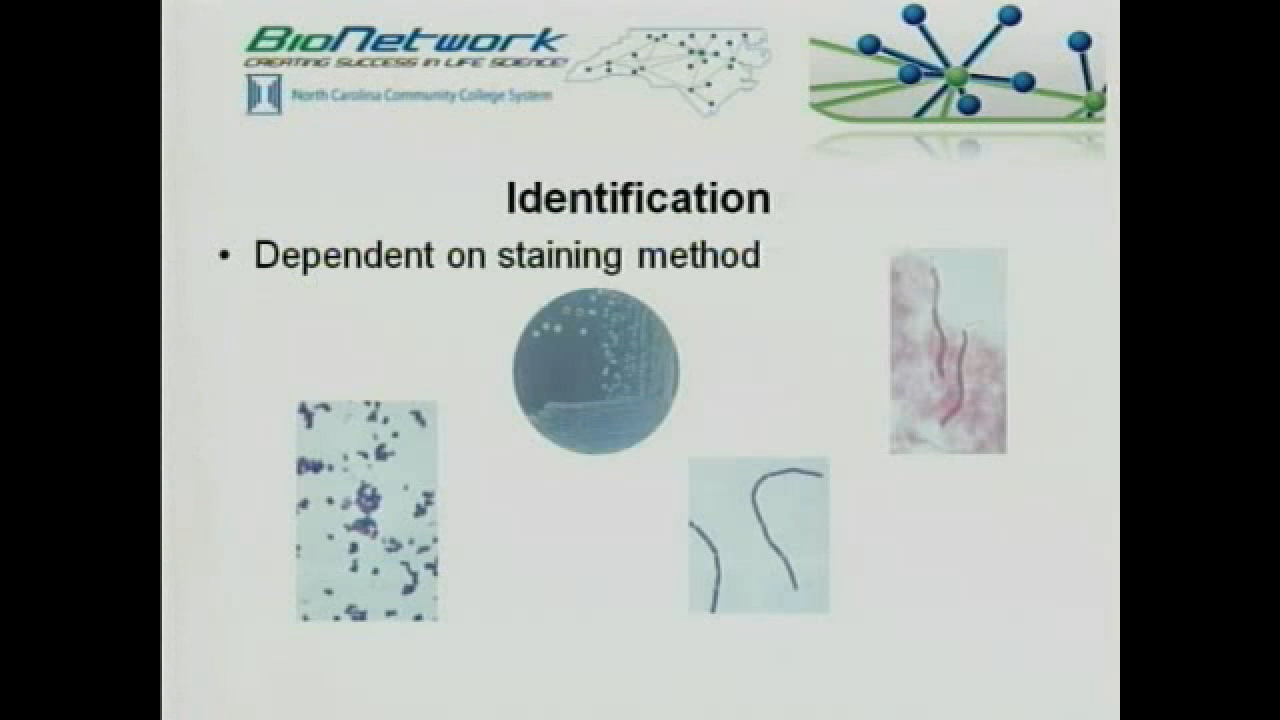 BioNetwork
CREATING SUCCESS IN LIFE SCIENCE
North Carolina Community College System
Identification
• Dependent on staining method